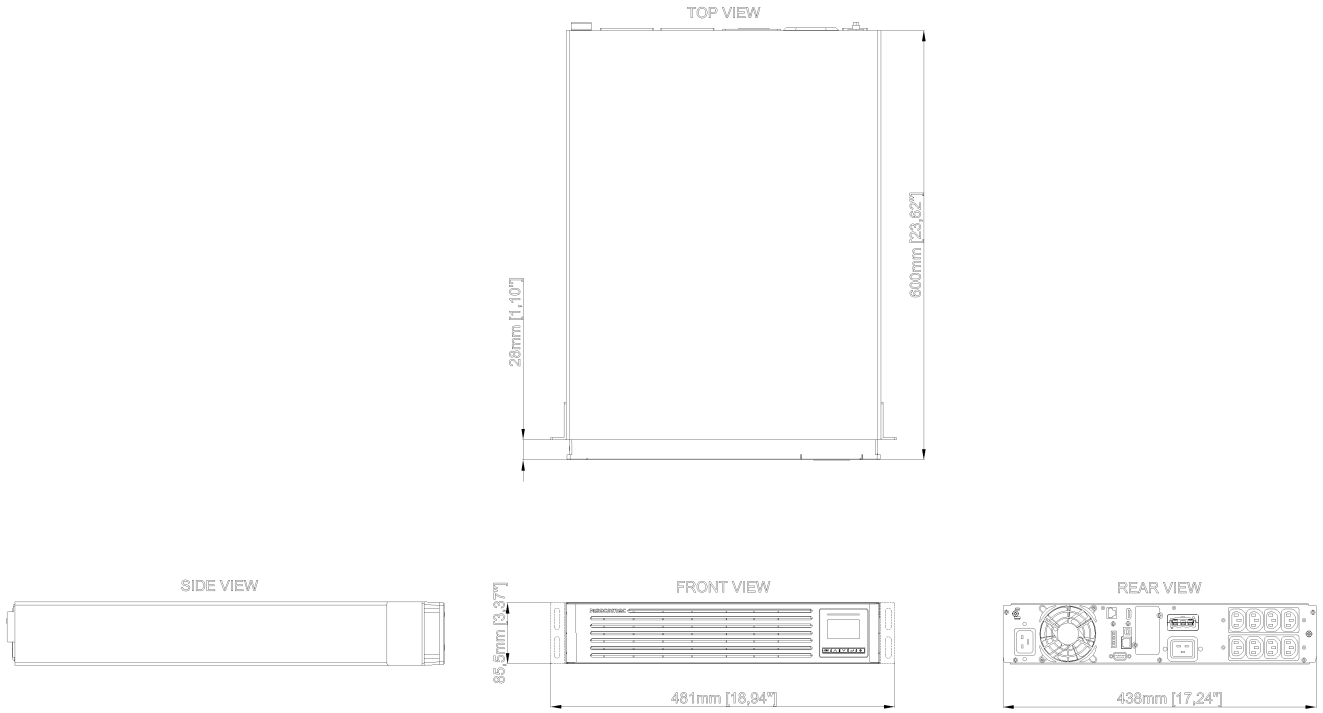 TOP VIEW
600mm [23,62"]
28mm [1,10"]
SIDE VIEW
FRONT VIEW
REAR VIEW
85,5mm [3,37"]
481mm [18,94"]
438mm [17,24"]